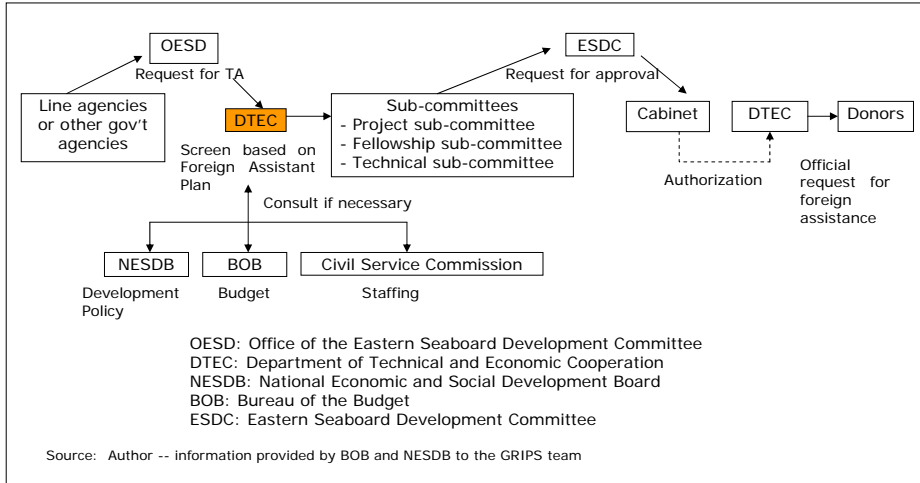 OESD
Request for TA
Line agencies
or other gov't
agencies
DTEC
Screen based on
Foreign Assistant
Plan
Sub-committees
- Project sub-committee
- Fellowship sub-committee
- Technical sub-committee
ESDC
Request for approval
Cabinet
DTEC
Donors
Authorization
Official
request for
foreign
assistance
Consult if necessary
NESDB
BOB
Civil Service Commission
Development
Policy
Budget
Staffing
OESD: Office of the Eastern Seaboard Development Committee
DTEC: Department of Technical and Economic Cooperation
NESDB: National Economic and Social Development Board
BOB: Bureau of the Budget
ESDC: Eastern Seaboard Development Committee
Source: Author -- information provided by BOB and NESDB to the GRIPS team